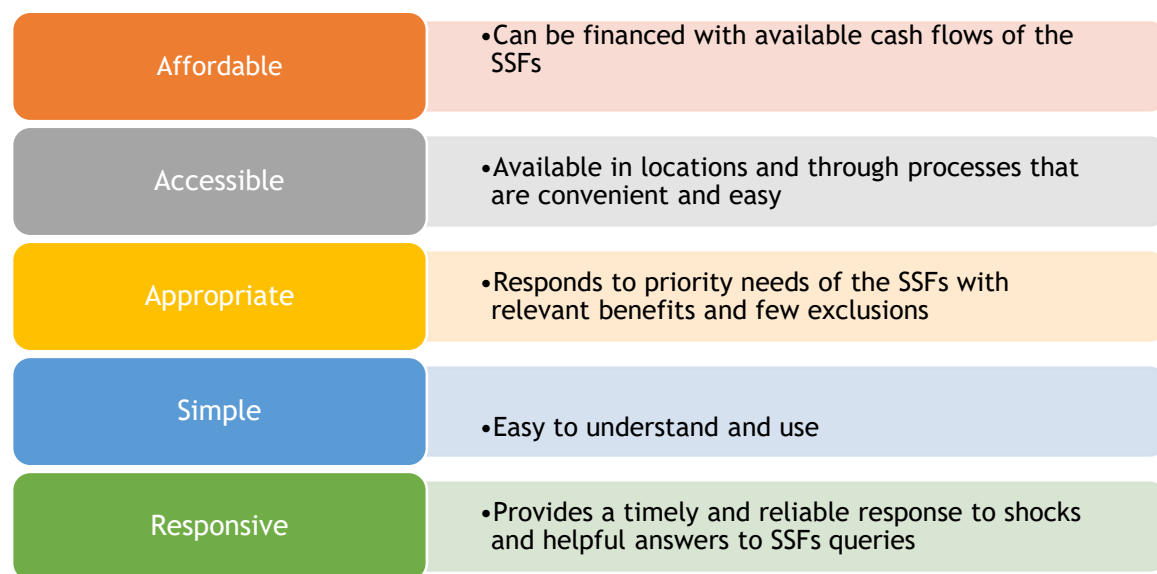 Affordable
•Can be financed with available cash flows of the
SSFs
Accessible
•Available in locations and through processes that
are convenient and easy
Appropriate
•Responds to priority needs of the SSFs with
relevant benefits and few exclusions
Simple
•Easy to understand and use
Responsive
•Provides a timely and reliable response to shocks
and helpful answers to SSFs queries